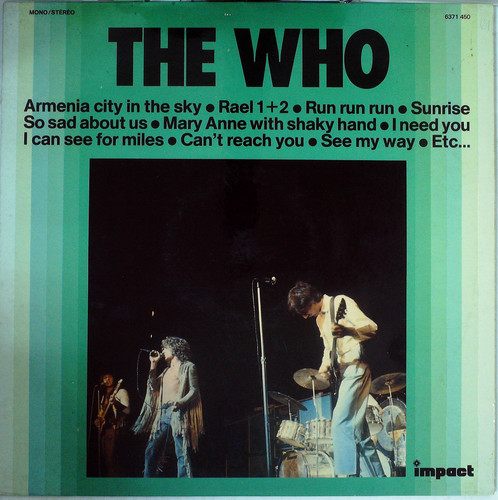 MONO/STÉRÉO
6371 450
THE WHO
Armenia city in the sky ● Rael 1+2 ● Run run run ● Sunrise
So sad about us ● Mary Anne with shaky hand ● I need you
I can see for miles ● Can't reach you ● See my way ● Etc...
impact